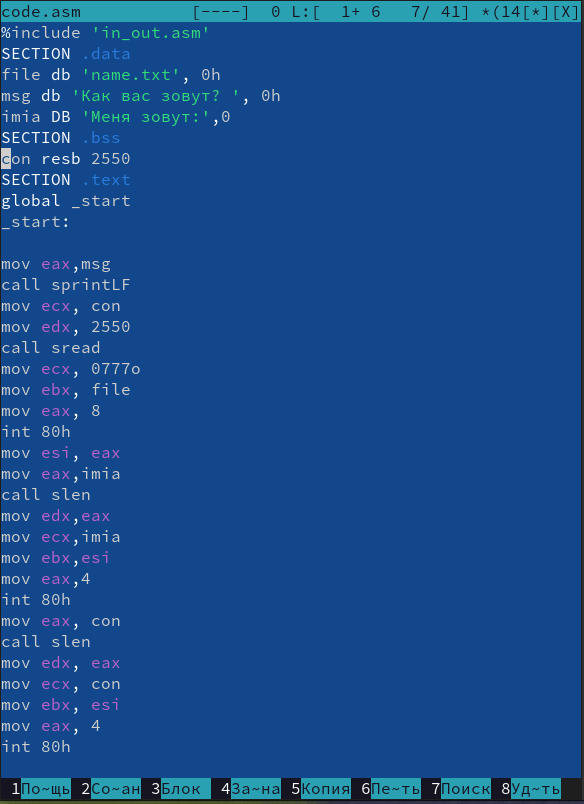 code.asm [----] 0 L:[ 1+ 6 7/ 41] *(14[*][X]
%include 'in_out.asm'
SECTION .data
file db 'name.txt', 0h
msg db 'Как вас зовут? ', 0h
imia DB 'Меня зовут:',0
SECTION .bss
con resb 2550
SECTION .text
global _start
_start:
mov eax,msg
call sprintLF
mov ecx, con
mov edx, 2550
call sread
mov ecx, 0777o
mov ebx, file
mov eax, 8
int 80h
mov esi, eax
mov eax,imia
call slen
mov edx,eax
mov ecx,imia
mov ebx,esi
mov eax,4
int 80h
mov eax, con
call slen
mov edx, eax
mov ecx, con
mov ebx, esi
mov eax, 4
int 80h
1По~щь 2Со~ан 3Блок 4За~на 5Копия 6Пе~ть 7Поиск 8Уд~ть